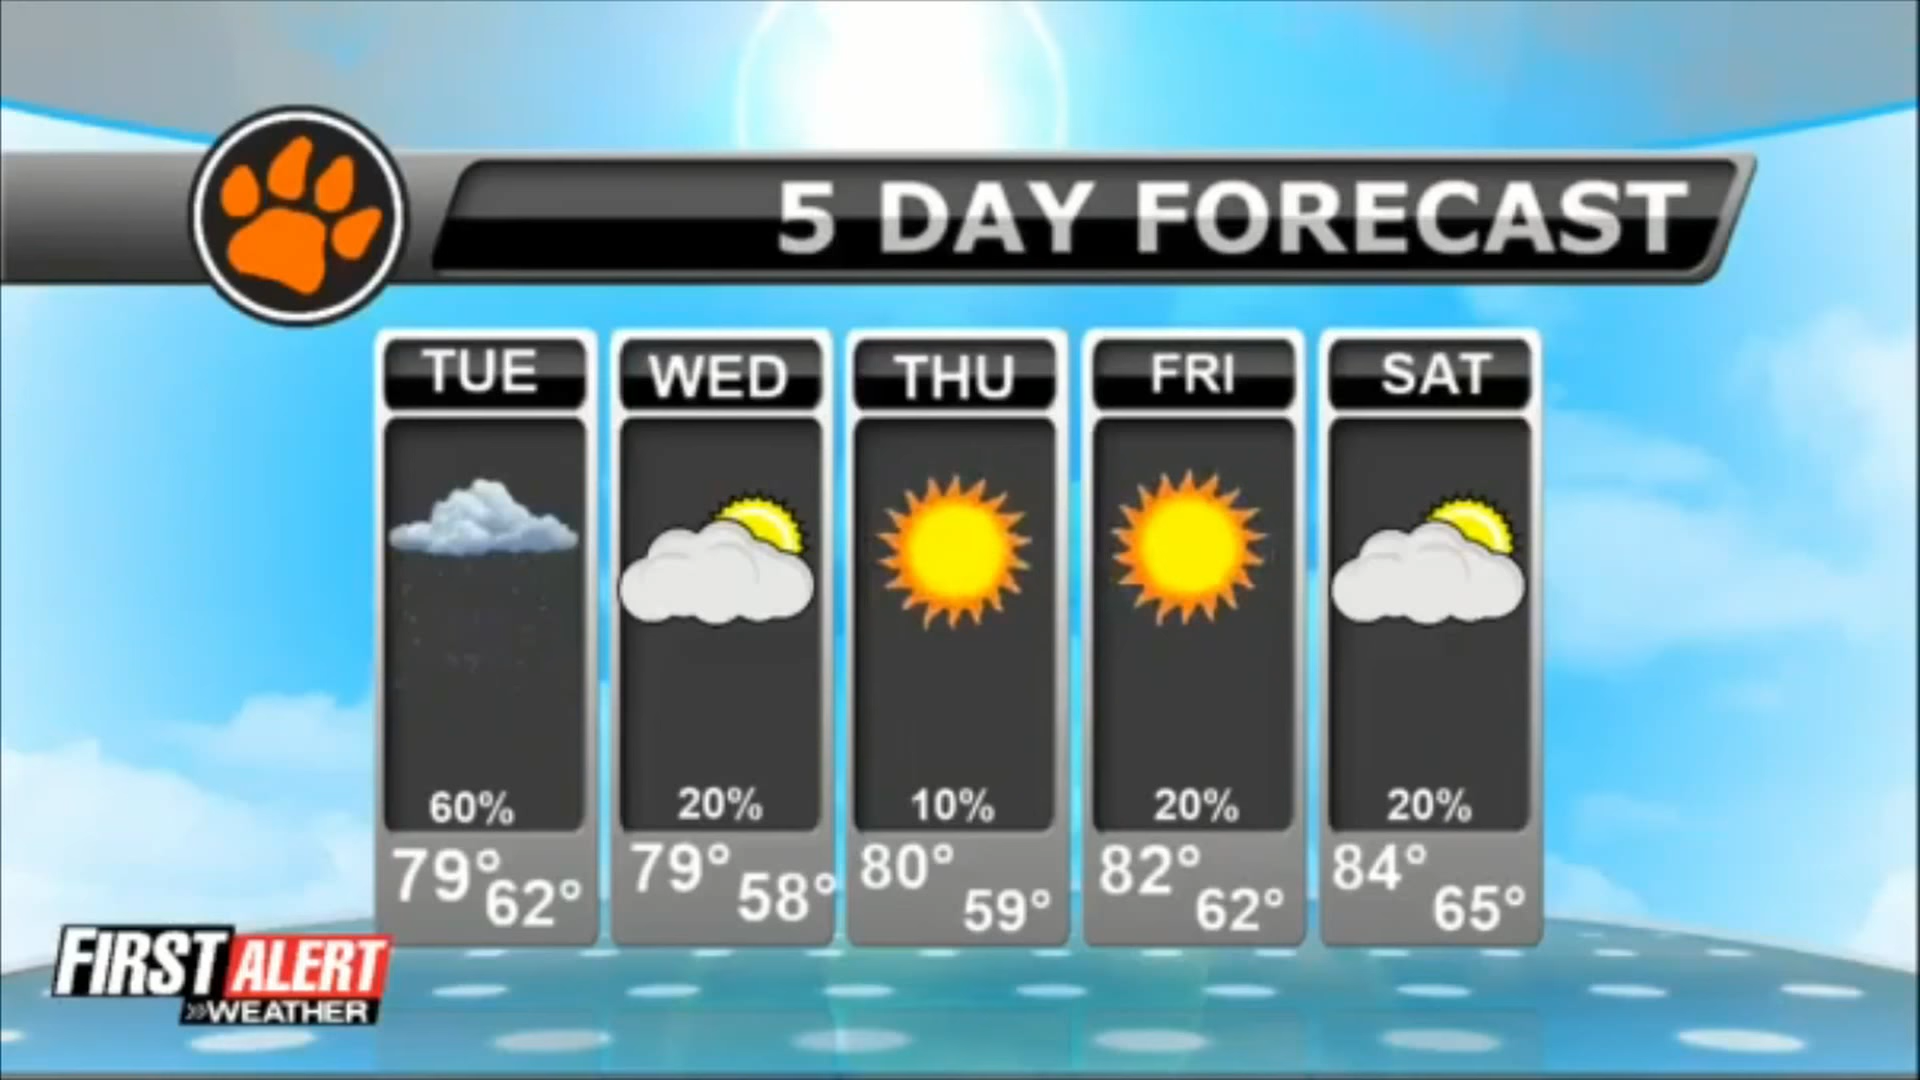 5 DAY FORECAST
TUE WED THU FRI SAT
60% 20% 10% 20% 20%
79° 79° 80° 82° 84°
62° 58° 59° 62° 65°
FIRST ALERT
»WEATHER